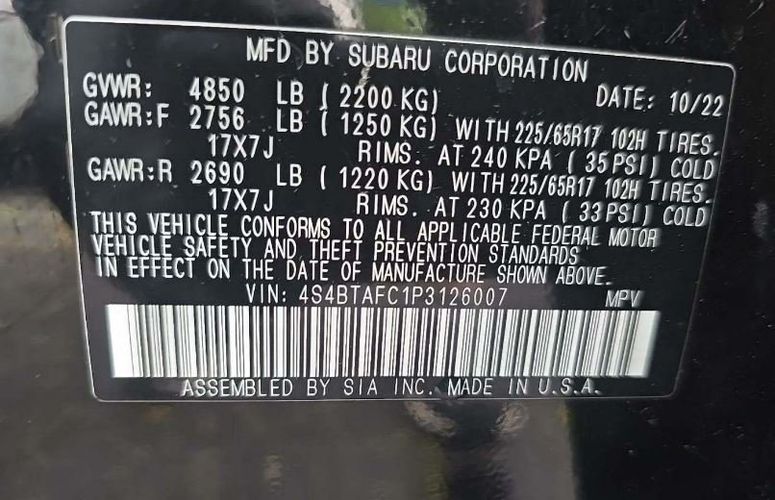 MFD BY SUBARU CORPORATION
GVWR: 4850 LB ( 2200 KG) DATE: 10/22
GAWR:F 2756 LB ( 1250 KG) WITH 225/65R17 102H TIRES.
17X7J RIMS. AT 240 KPA ( 35 PSI) COLD
GAWR:R 2690 LB ( 1220 KG) WITH 225/65R17 102H TIRES.
17X7J RIMS. AT 230 KPA ( 33 PSI) COLD
THIS VEHICLE CONFORMS TO ALL APPLICABLE FEDERAL MOTOR
VEHICLE SAFETY AND THEFT PREVENTION STANDARDS
IN EFFECT ON THE DATE OF MANUFACTURE SHOWN ABOVE.
VIN: 4S4BTAFC1P3126007 MPV
ASSEMBLED BY SIA INC. MADE IN U.S.A.